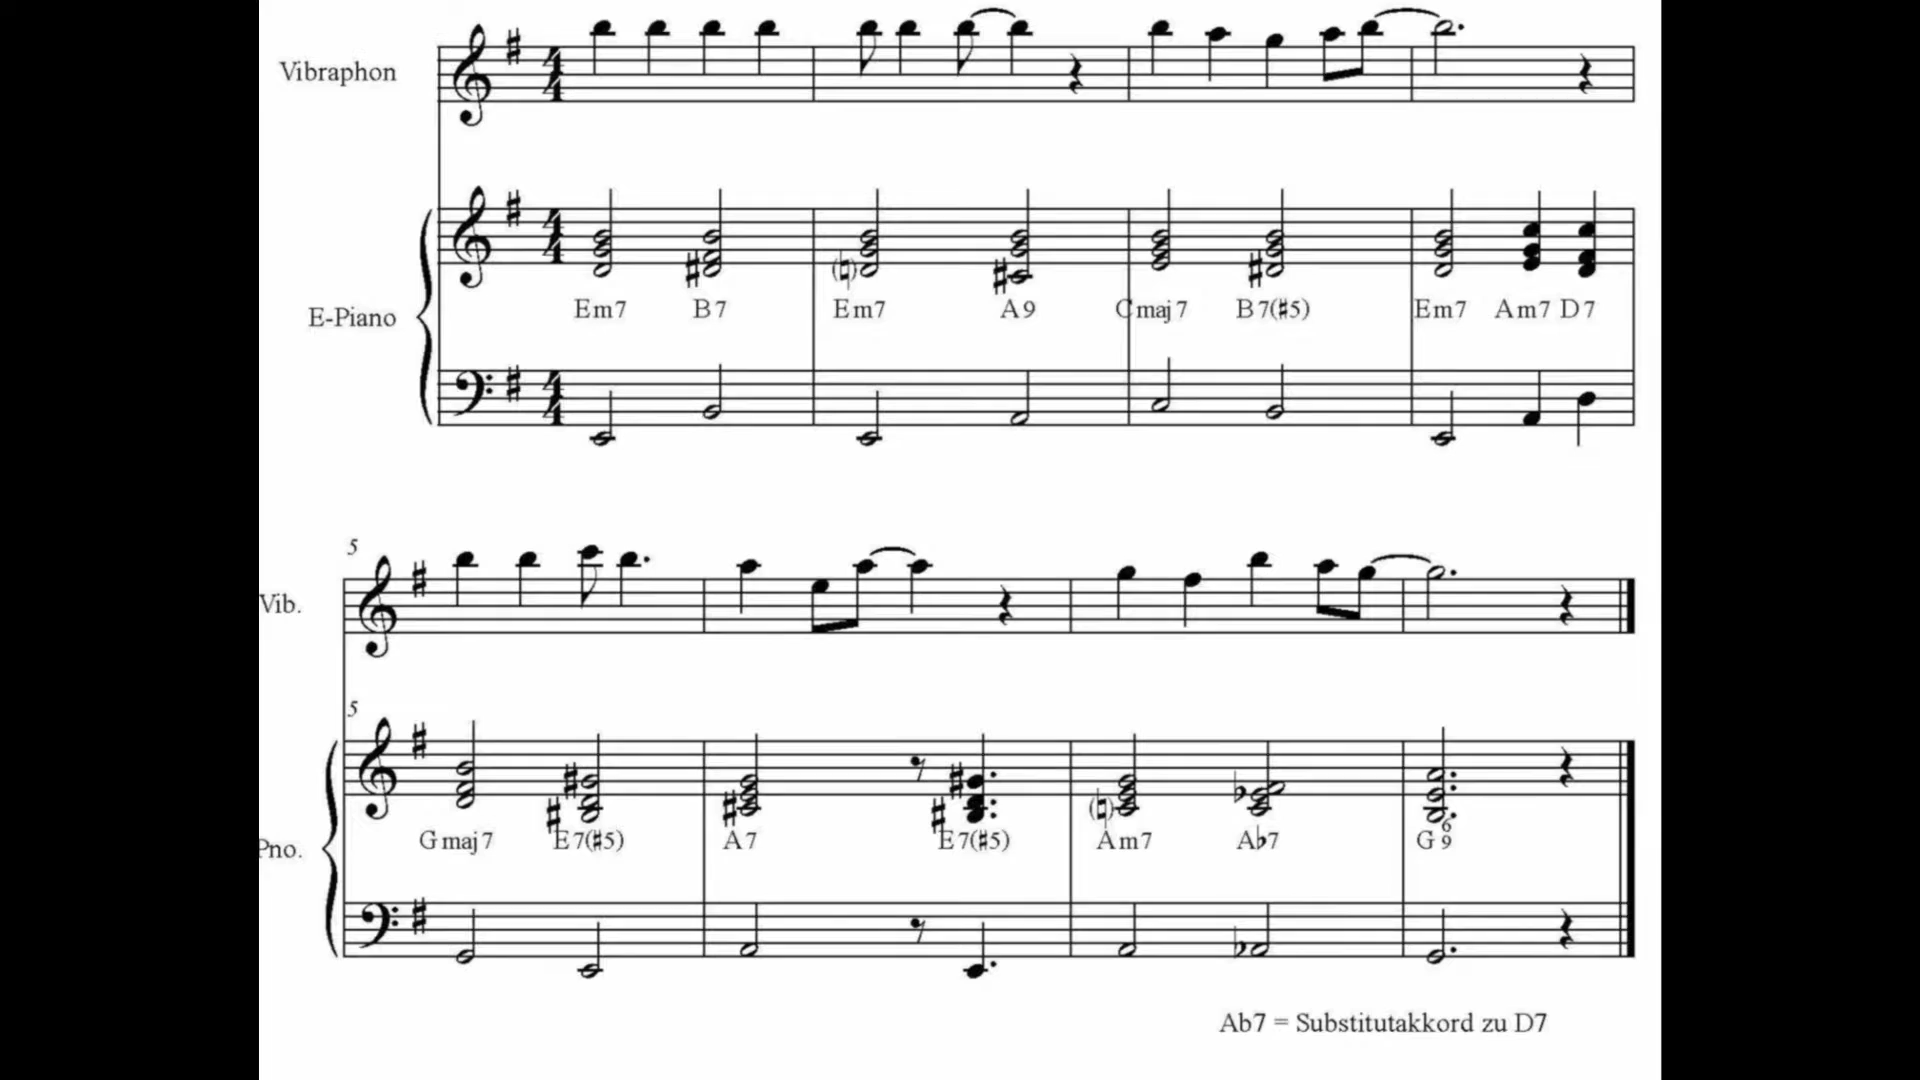 Vibraphon
E-Piano
Em7 B7 Em7 A9 Cmaj7 B7(♯5) Em7 Am7 D7
5
Vib.
5
Pno.
Gmaj7 E7(♯5) A7 E7(♯5) Am7 A♭7 G 6 9
Ab7 = Substitutakkord zu D7